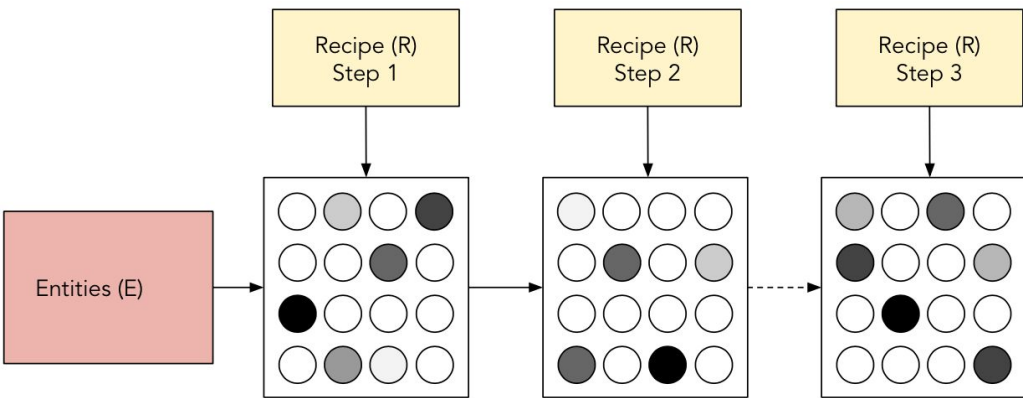 Recipe (R)
Step 1
Recipe (R)
Step 2
Recipe (R)
Step 3
Entities (E)